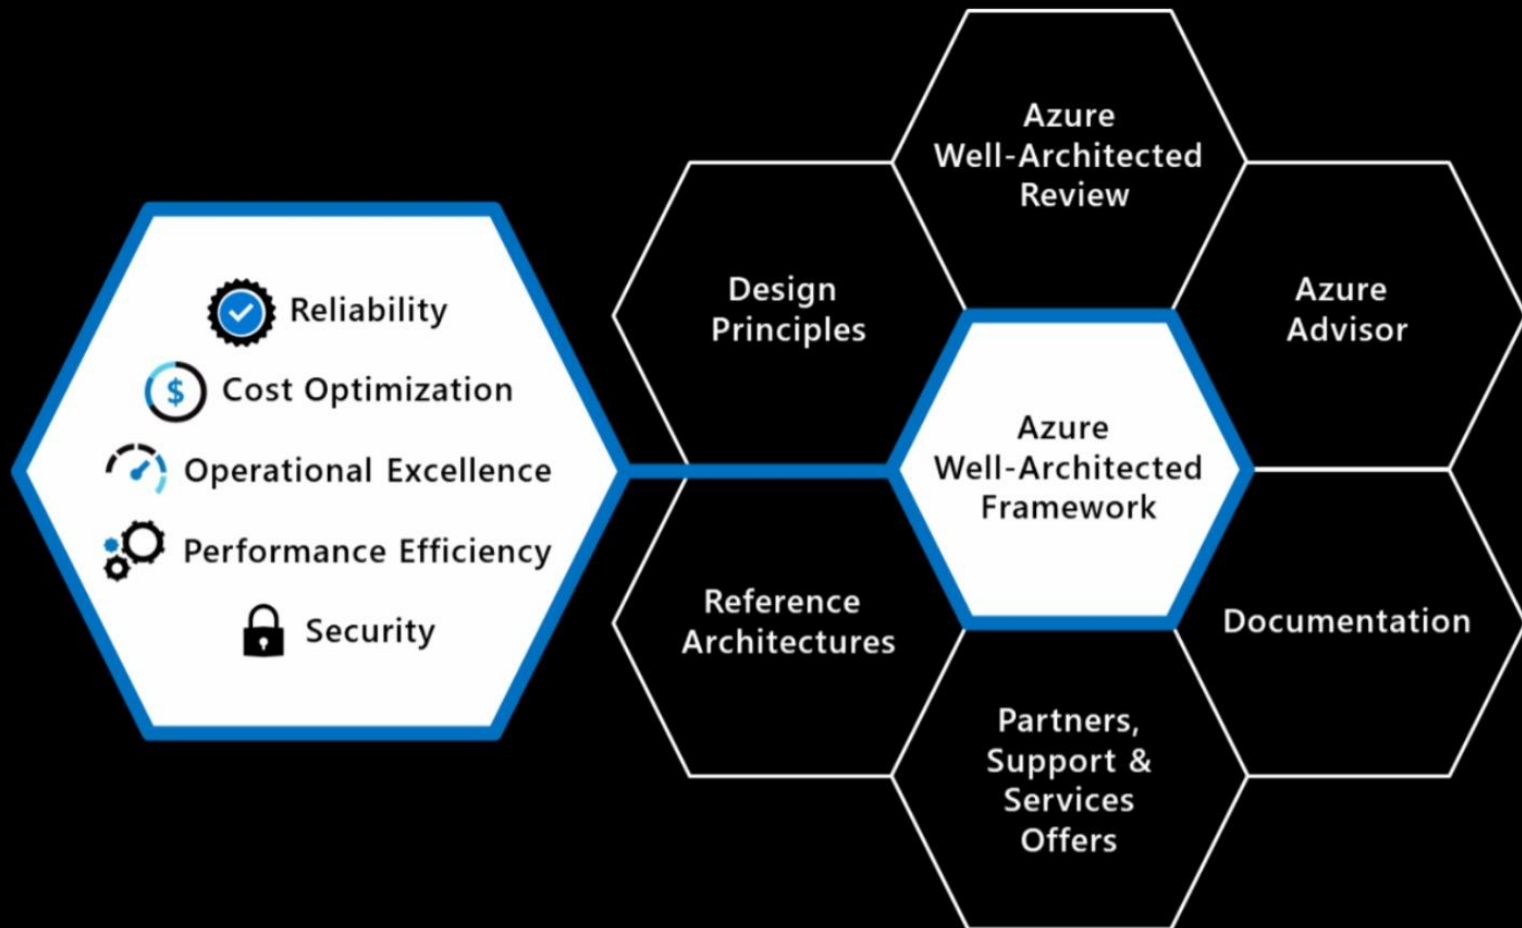 Reliability
$
Cost Optimization
Operational Excellence
Performance Efficiency
Security
Azure
Well-Architected
Review
Design
Principles
Azure
Advisor
Azure
Well-Architected
Framework
Reference
Architectures
Documentation
Partners,
Support &
Services
Offers